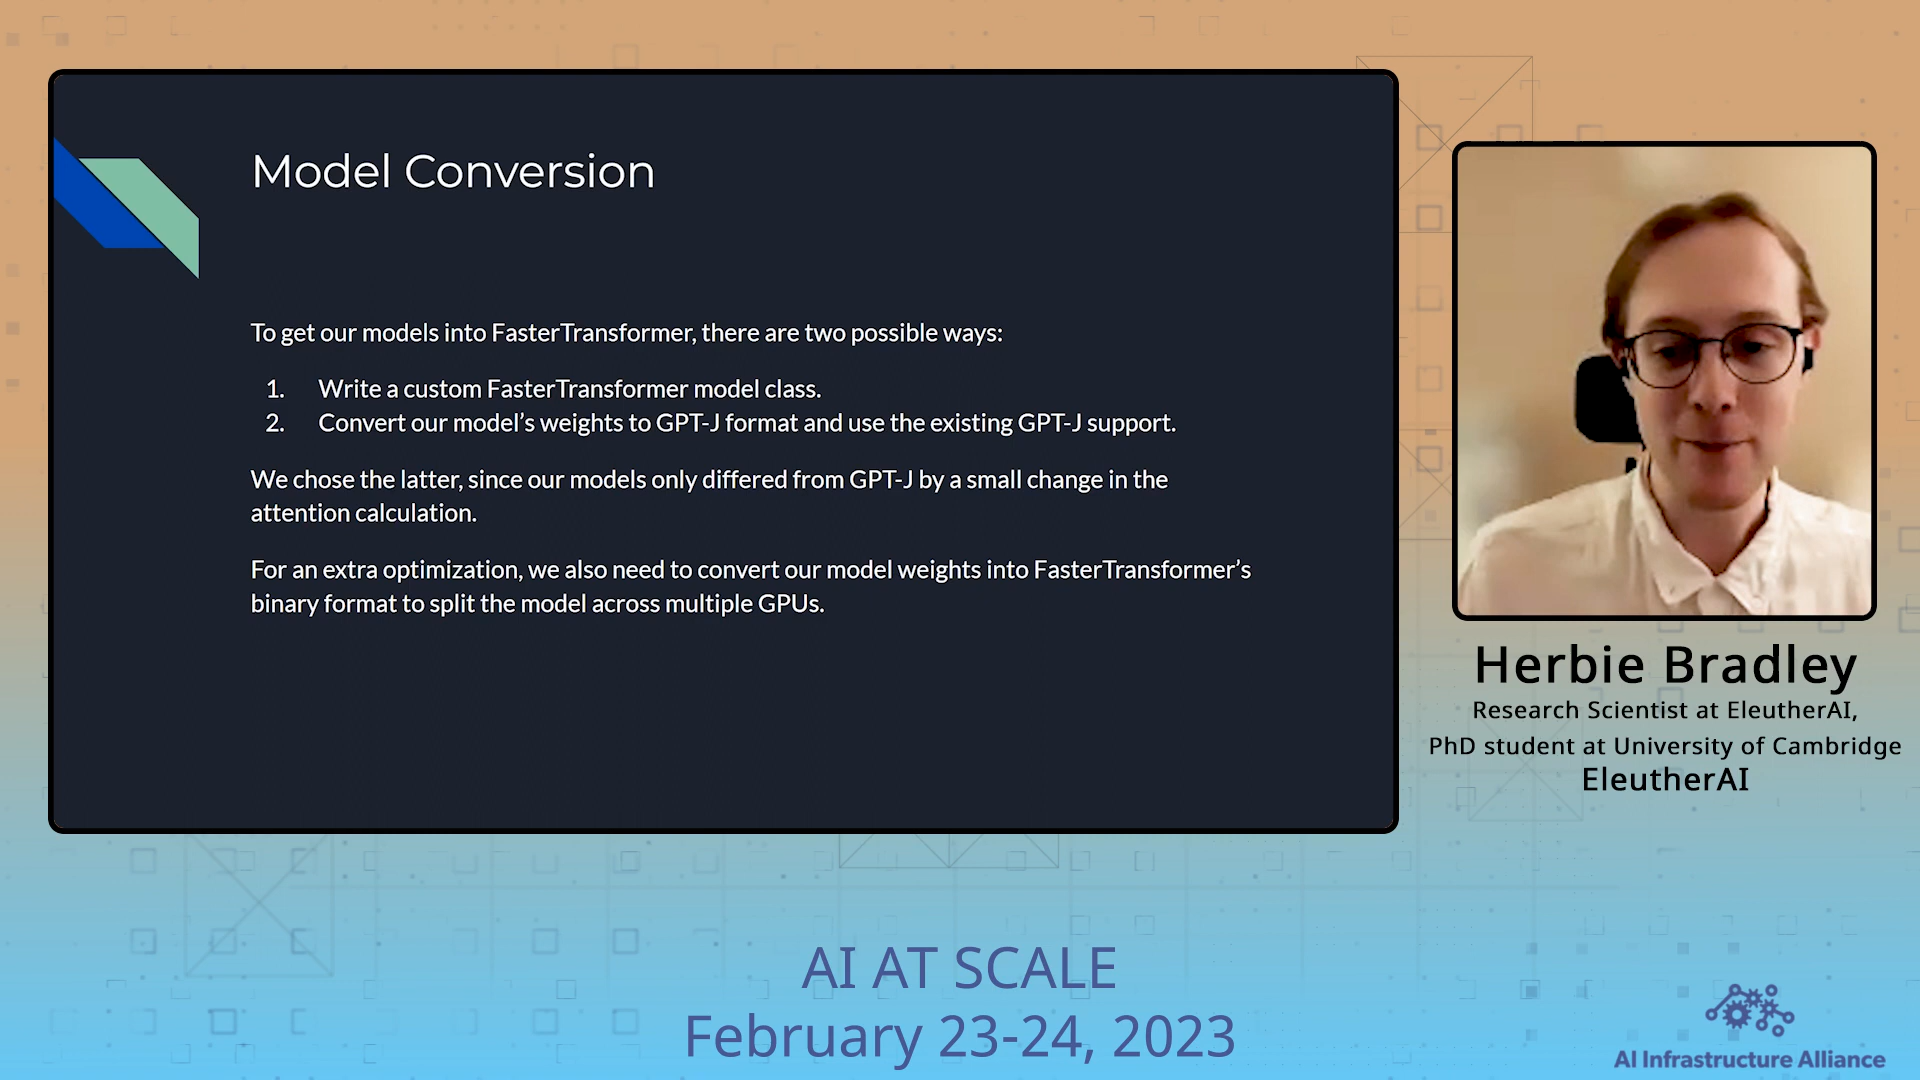 Model Conversion
To get our models into FasterTransformer, there are two possible ways:
1. Write a custom FasterTransformer model class.
2. Convert our model’s weights to GPT-J format and use the existing GPT-J support.
We chose the latter, since our models only differed from GPT-J by a small change in the
attention calculation.
For an extra optimization, we also need to convert our model weights into FasterTransformer’s
binary format to split the model across multiple GPUs.
Herbie Bradley
Research Scientist at EleutherAI,
PhD student at University of Cambridge
EleutherAI
AI AT SCALE
February 23-24, 2023
AI Infrastructure Alliance